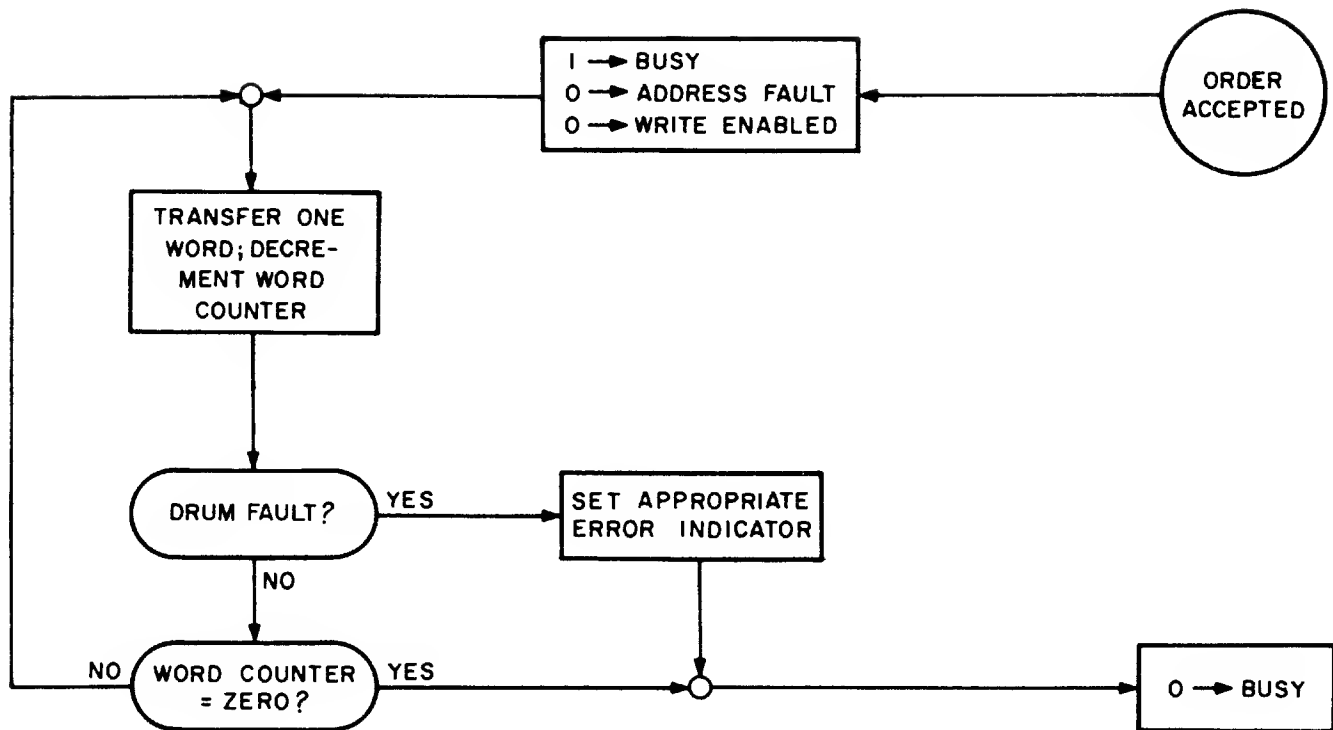 1 → BUSY
0 → ADDRESS FAULT
0 → WRITE ENABLED
ORDER
ACCEPTED
TRANSFER ONE
WORD; DECRE-
MENT WORD
COUNTER
DRUM FAULT?
YES
SET APPROPRIATE
ERROR INDICATOR
NO
NO
WORD COUNTER
= ZERO?
YES
0 → BUSY